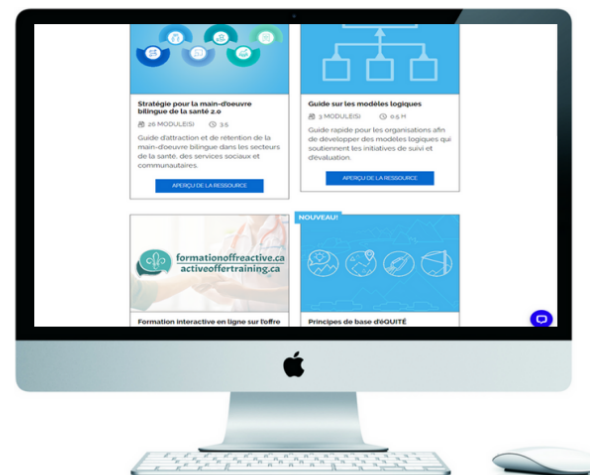 Stratégie pour la main-d'oeuvre
bilingue de la santé 2.0
26 MODULE(S) 3.5
Guide d'attraction et de rétention de la
main-d'oeuvre bilingue dans les secteurs
de la santé, des services sociaux et
communautaires.
APERÇU DE LA RESSOURCE
Guide sur les modèles logiques
3 MODULE(S) 0.5 H
Guide rapide pour les organisations afin
de développer des modèles logiques qui
soutiennent les initiatives de suivi et
d'évaluation.
APERÇU DE LA RESSOURCE
formationoffreactive.ca
activeoffertraining.ca
Formation interactive en ligne sur l'offre
NOUVEAU!
Principes de base d'éQUITÉ